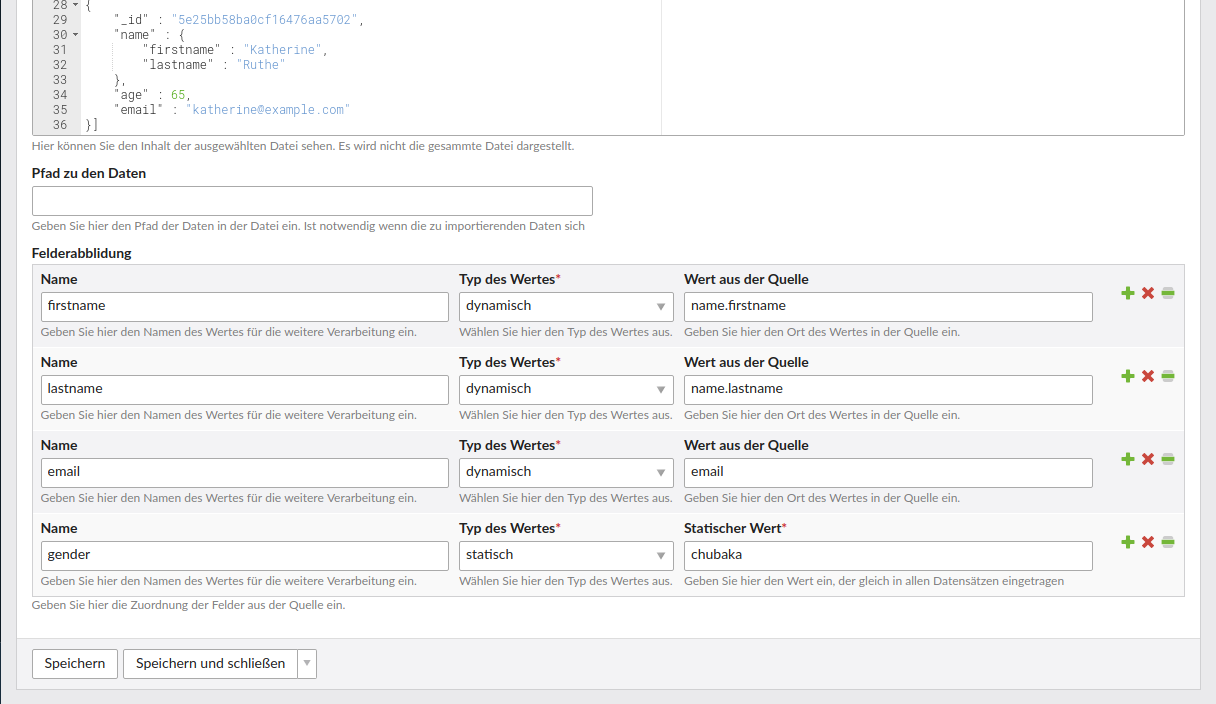 28 {
29 "_id" : "5e25bb58ba0cf16476aa5702",
30 "name" : {
31 "firstname" : "Katherine",
32 "lastname" : "Ruthe"
33 },
34 "age" : 65,
35 "email" : "katherine@example.com"
36 }]
Hier können Sie den Inhalt der ausgewählten Datei sehen. Es wird nicht die gesammte Datei dargestellt.
Pfad zu den Daten
Geben Sie hier den Pfad der Daten in der Datei ein. Ist notwendig wenn die zu importierenden Daten sich
Felderabblidung
Name Typ des Wertes* Wert aus der Quelle
firstname dynamisch name.firstname
Geben Sie hier den Namen des Wertes für die weitere Verarbeitung ein. Wählen Sie hier den Typ des Wertes aus. Geben Sie hier den Ort des Wertes in der Quelle ein.
Name Typ des Wertes* Wert aus der Quelle
lastname dynamisch name.lastname
Geben Sie hier den Namen des Wertes für die weitere Verarbeitung ein. Wählen Sie hier den Typ des Wertes aus. Geben Sie hier den Ort des Wertes in der Quelle ein.
Name Typ des Wertes* Wert aus der Quelle
email dynamisch email
Geben Sie hier den Namen des Wertes für die weitere Verarbeitung ein. Wählen Sie hier den Typ des Wertes aus. Geben Sie hier den Ort des Wertes in der Quelle ein.
Name Typ des Wertes* Statischer Wert*
gender statisch chubaka
Geben Sie hier den Namen des Wertes für die weitere Verarbeitung ein. Wählen Sie hier den Typ des Wertes aus. Geben Sie hier den Wert ein, der gleich in allen Datensätzen eingetragen
Geben Sie hier die Zuordnung der Felder aus der Quelle ein.
Speichern Speichern und schließen